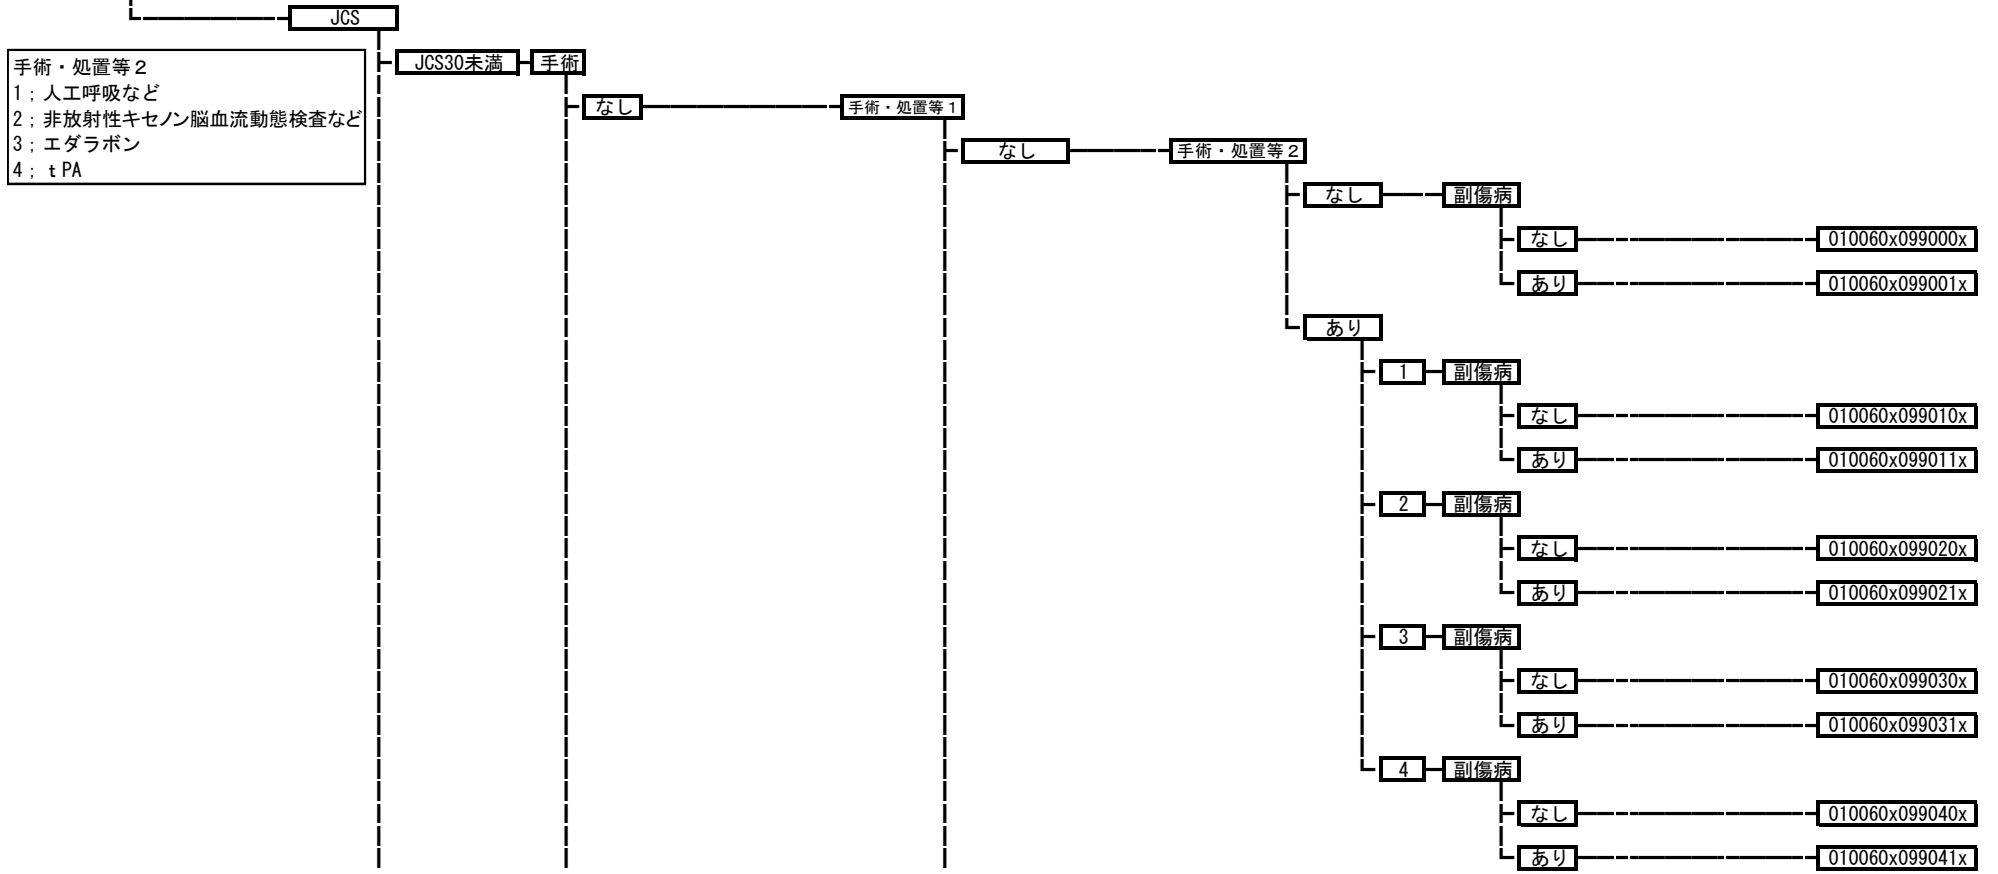 JCS
JCS30未満 手術
手術・処置等２
1；人工呼吸など
2；非放射性キセノン脳血流動態検査など
3；エダラボン
4；ｔPA
なし 手術・処置等１
なし 手術・処置等２
なし 副傷病
なし 010060x099000x
あり 010060x099001x
あり
1 副傷病
なし 010060x099010x
あり 010060x099011x
2 副傷病
なし 010060x099020x
あり 010060x099021x
3 副傷病
なし 010060x099030x
あり 010060x099031x
4 副傷病
なし 010060x099040x
あり 010060x099041x